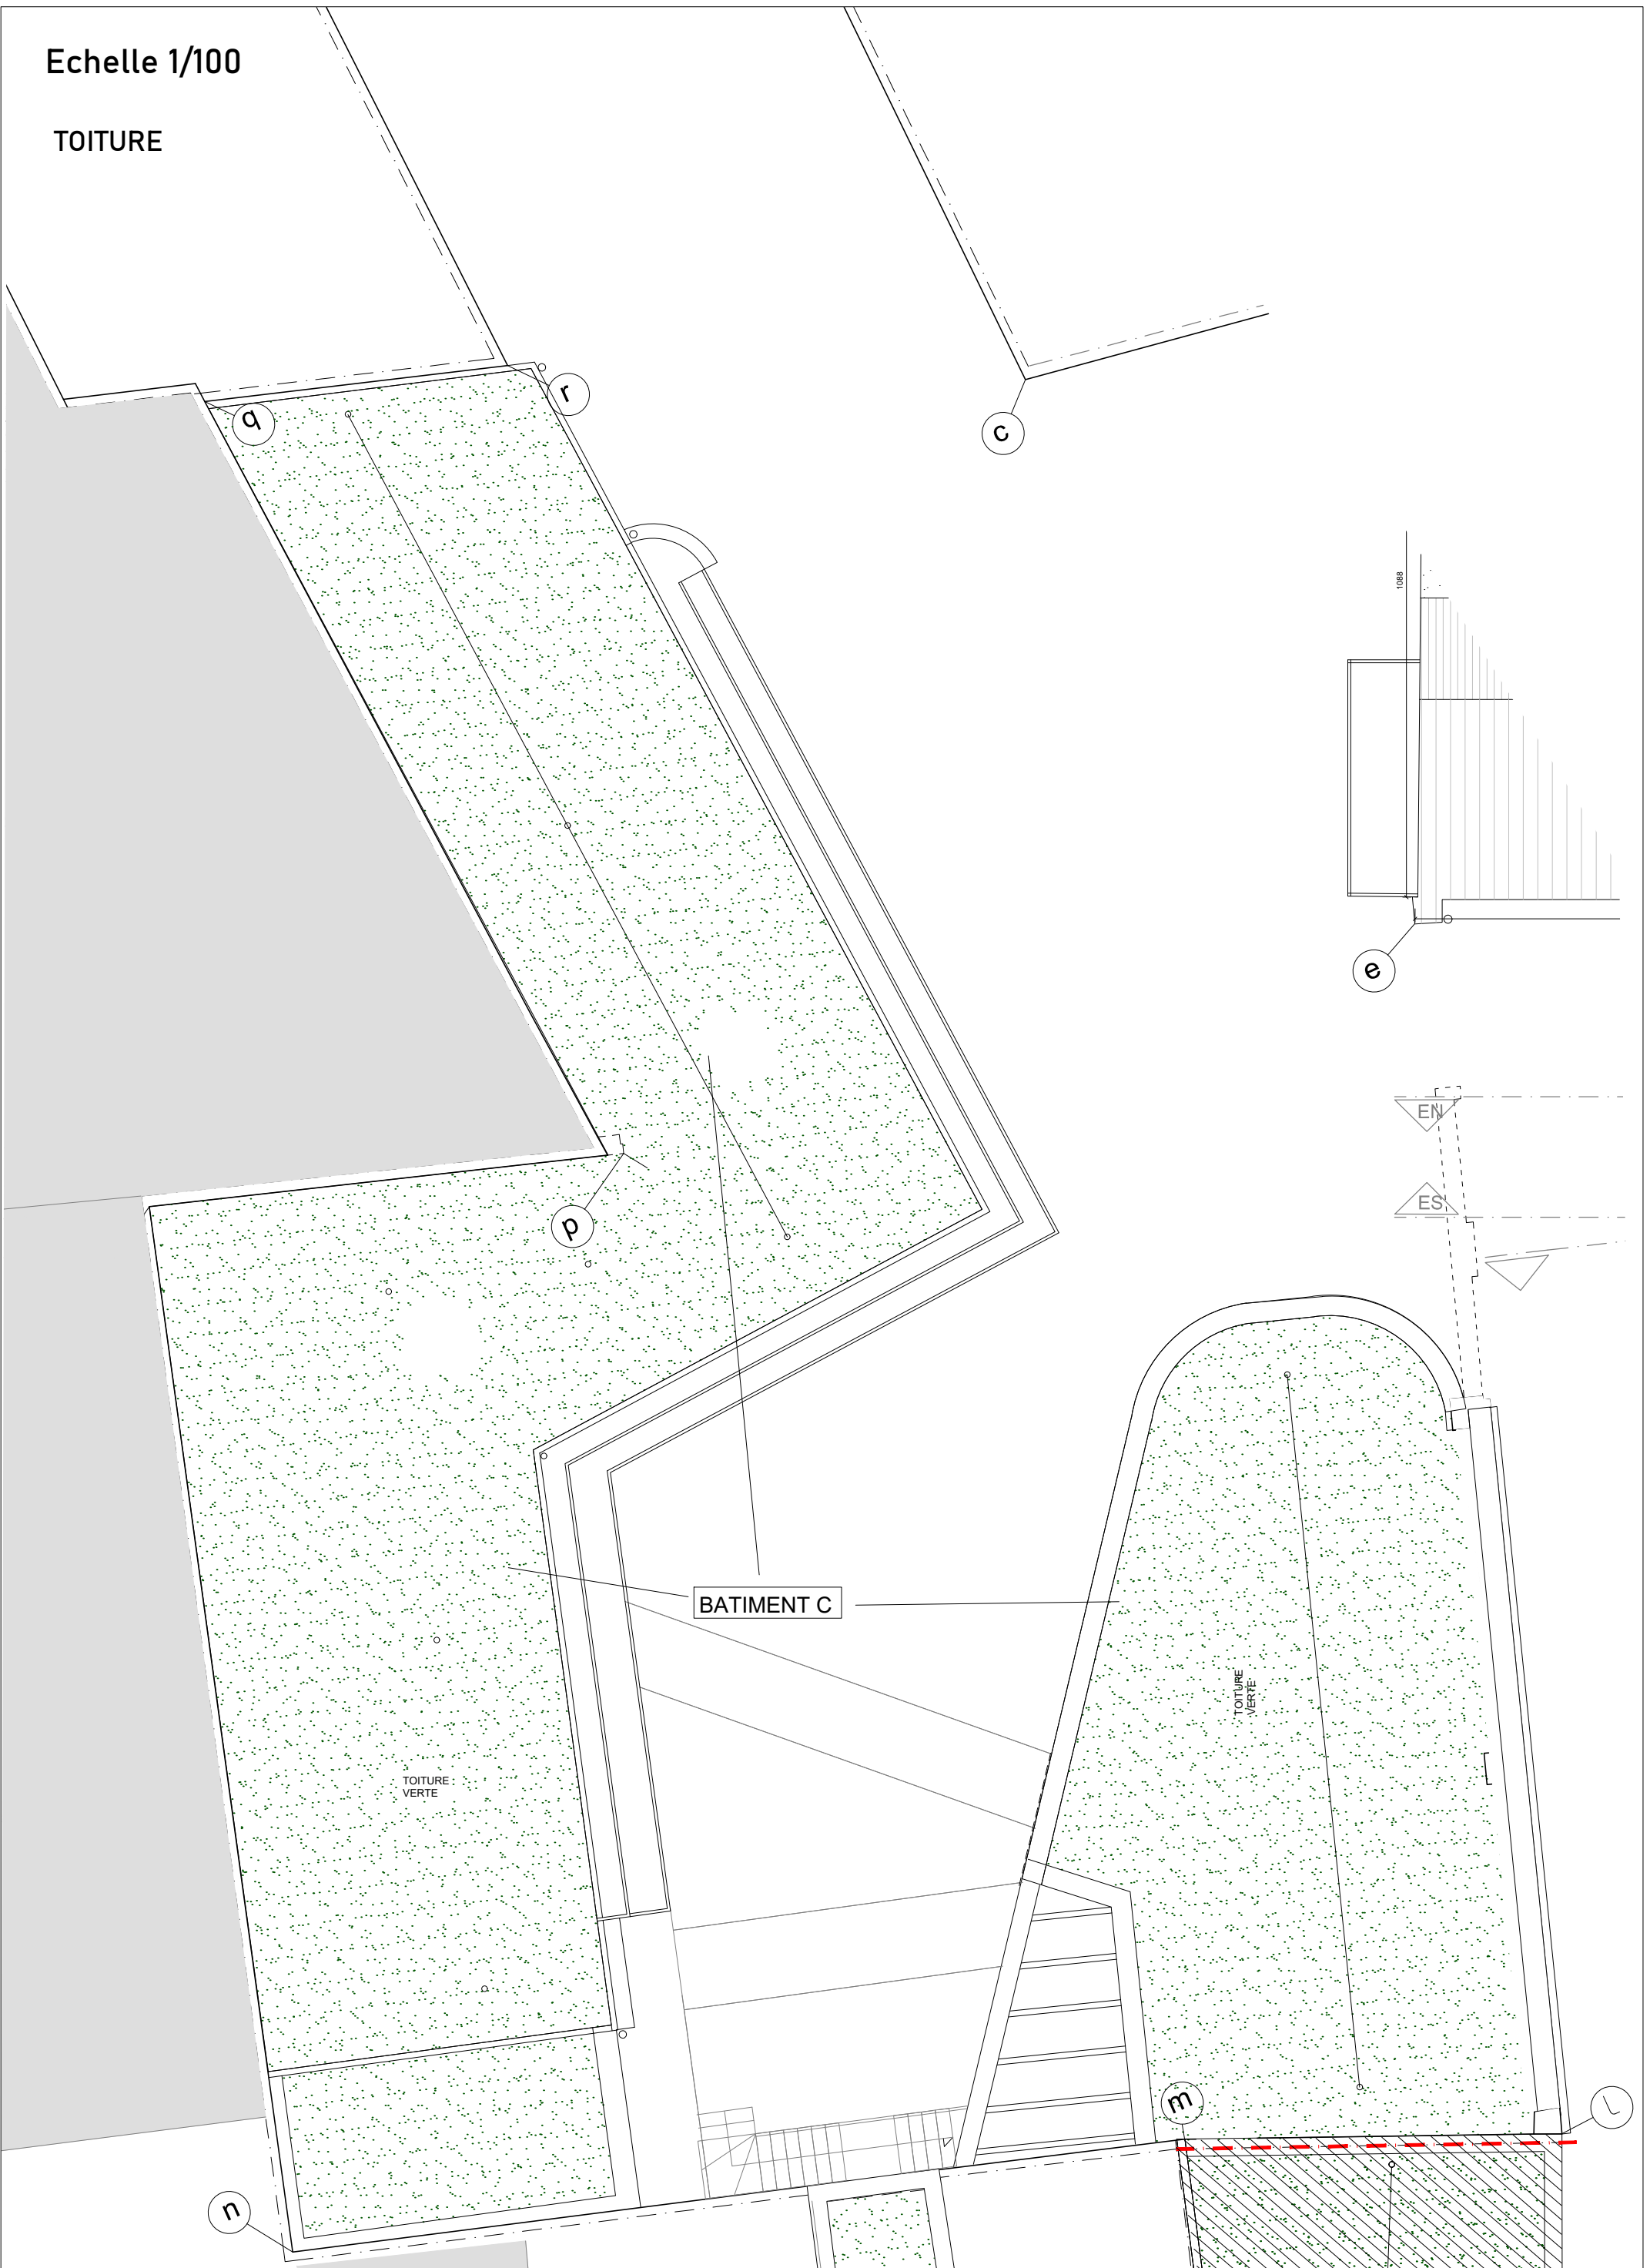 Echelle 1/100
TOITURE
q
r
c
1088
e
EN
p
ES
BATIMENT C
TOITURE
VERTE
TOITURE
VERTE
m
L
n